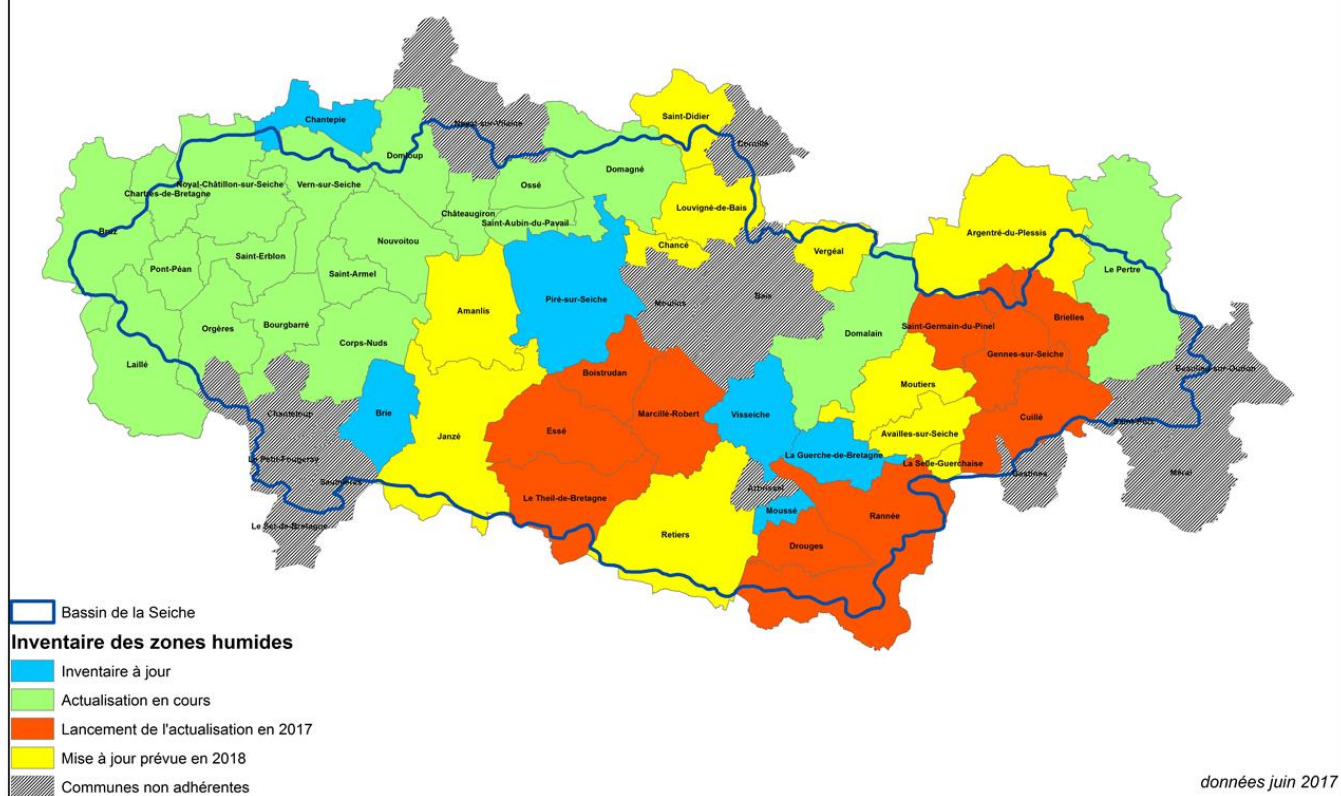 Chantepie
Saint-Didier
Cornillé
Domloup
Domagné
Ossé
Noyal-Châtillon-sur-Seiche
Vern-sur-Seiche
Chartres-de-Bretagne
Louvigné-de-Bais
Châteaugiron
Saint-Aubin-du-Pavail
Bruz
Nouvoitou
Chancé
Vergéal
Argentré-du-Plessis
Saint-Erblon
Pont-Péan
Saint-Armel
Le Pertre
Piré-sur-Seiche
Moulins
Bais
Amanlis
Brielles
Orgères
Bourgbarré
Saint-Germain-du-Pinel
Domalain
Corps-Nuds
Gennes-sur-Seiche
Laillé
Boistrudan
Moutiers
Brie
Chanteloup
Marcillé-Robert
Visseiche
Cuillé
Essé
Janzé
Availles-sur-Seiche
La Guerche-de-Bretagne
La Selle-Guerchaise
Le Petit-Fougeray
Gastines
Méral
Saulnières
Arbrissel
Le Theil-de-Bretagne
Moussé
Rannée
Le Sel-de-Bretagne
Retiers
Drouges
Bassin de la Seiche
Inventaire des zones humides
Inventaire à jour
Actualisation en cours
Lancement de l'actualisation en 2017
Mise à jour prévue en 2018
Communes non adhérentes
données juin 2017